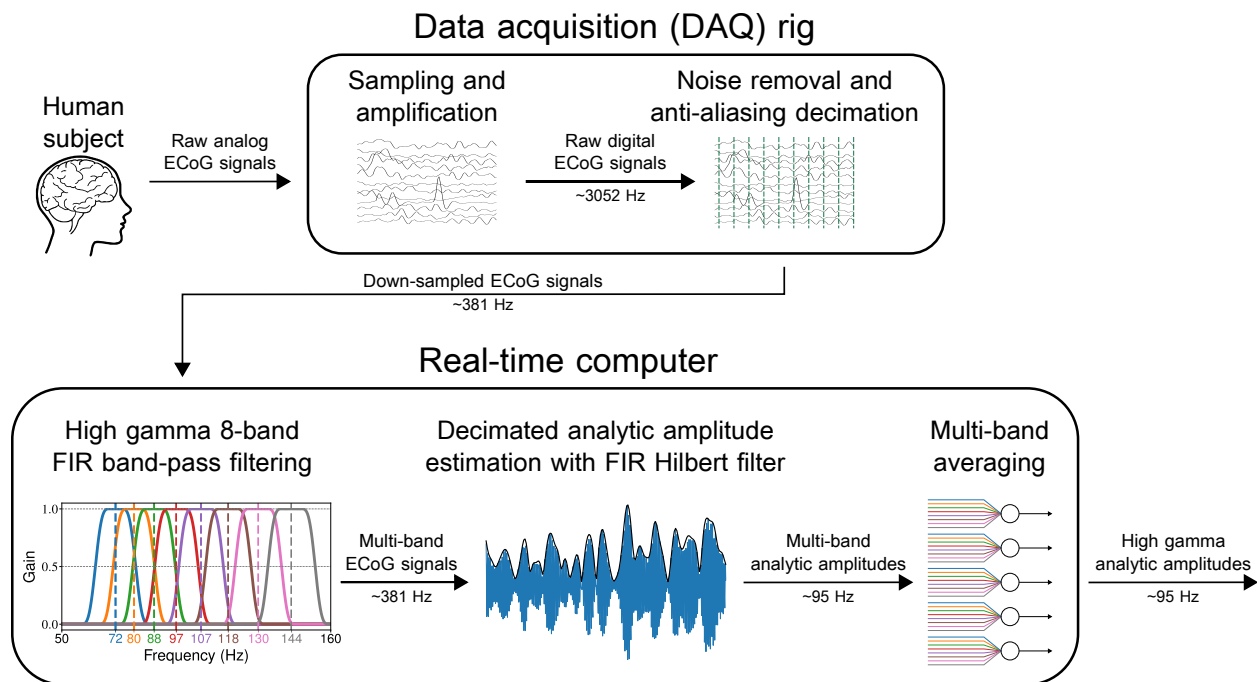 Data acquisition (DAQ) rig
Human
subject
Raw analog
ECoG signals
Sampling and
amplification
Raw digital
ECoG signals
~3052 Hz
Noise removal and
anti-aliasing decimation
Down-sampled ECoG signals
~381 Hz
Real-time computer
High gamma 8-band
FIR band-pass filtering
1.0
0.5
0.0
Gain
50 72 80 88 97 107 118 130 144 160
Frequency (Hz)
Multi-band
ECoG signals
~381 Hz
Decimated analytic amplitude
estimation with FIR Hilbert filter
Multi-band
analytic amplitudes
~95 Hz
Multi-band
averaging
High gamma
analytic amplitudes
~95 Hz